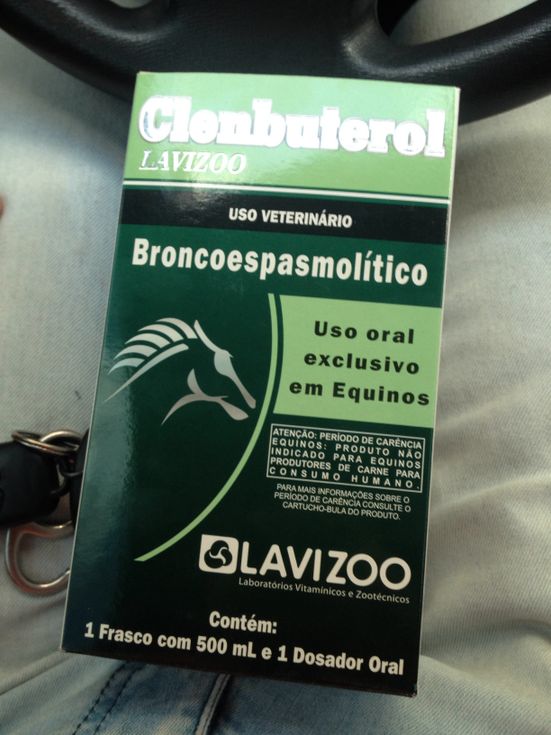 Clenbuterol
LAVIZOO
USO VETERINÁRIO
Broncoespasmolítico
Uso oral
exclusivo
em Equinos
ATENÇÃO: PERÍODO DE CARÊNCIA
EQUINOS: PRODUTO NÃO
INDICADO PARA EQUINOS
PRODUTORES DE CARNE PARA
CONSUMO HUMANO.
PARA MAIS INFORMAÇÕES SOBRE O
PERÍODO DE CARÊNCIA CONSULTE O
CARTUCHO-BULA DO PRODUTO.
LAVIZOO
Laboratórios Vitamínicos e Zootécnicos
Contém:
1 Frasco com 500 mL e 1 Dosador Oral